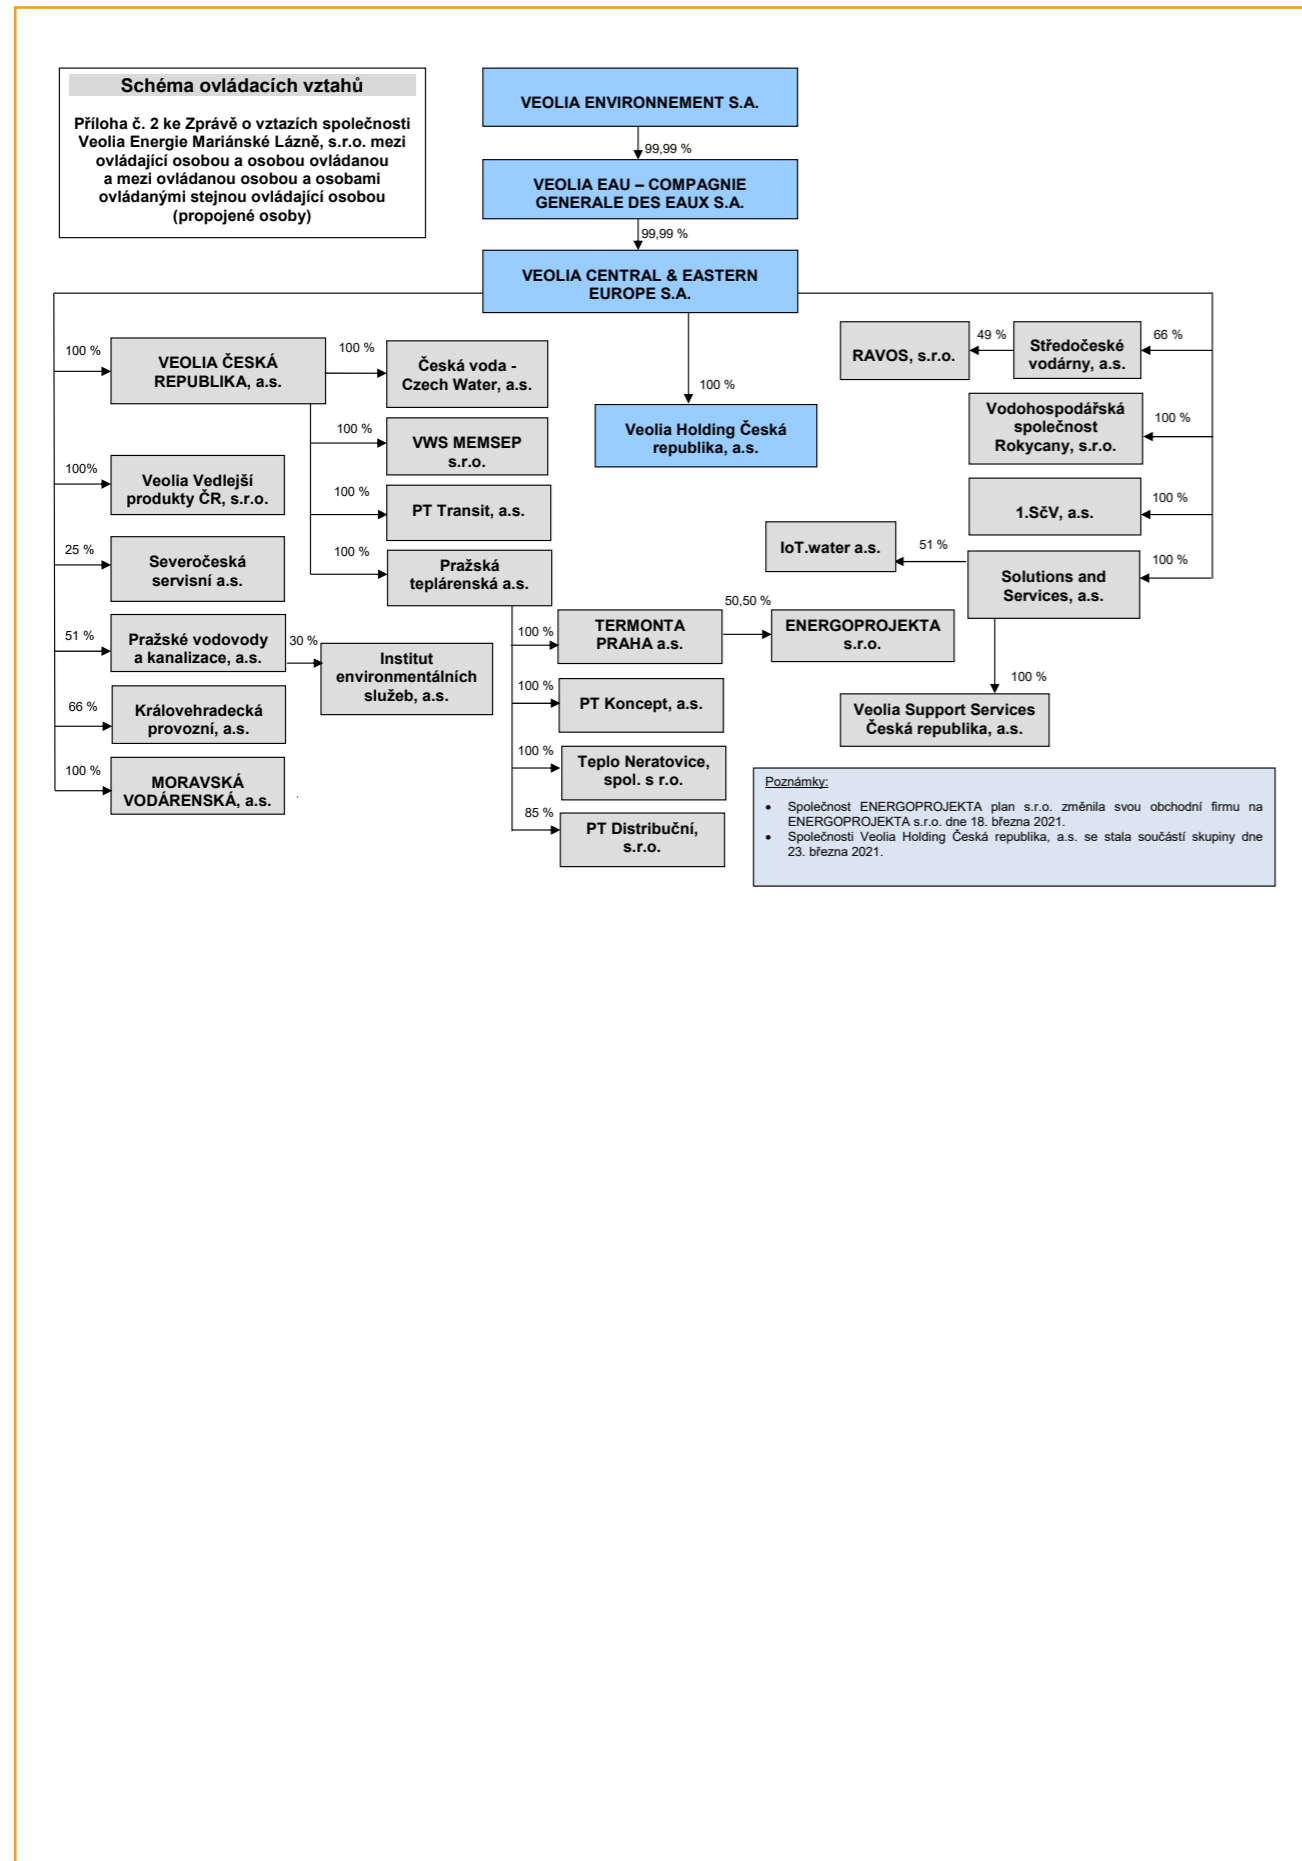 Schéma ovládacích vztahů
Příloha č. 2 ke Zprávě o vztazích společnosti
Veolia Energie Mariánské Lázně, s.r.o. mezi
ovládající osobou a osobou ovládanou
a mezi ovládanou osobou a osobami
ovládanými stejnou ovládající osobou
(propojené osoby)
VEOLIA ENVIRONNEMENT S.A.
99,99 %
VEOLIA EAU – COMPAGNIE
GENERALE DES EAUX S.A.
99,99 %
VEOLIA CENTRAL & EASTERN
EUROPE S.A.
100 %
VEOLIA ČESKÁ
REPUBLIKA, a.s.
100 %
Česká voda -
Czech Water, a.s.
100 %
VWS MEMSEP
s.r.o.
100 %
PT Transit, a.s.
100 %
Pražská
teplárenská a.s.
100%
Veolia Vedlejší
produkty ČR, s.r.o.
25 %
Severočeská
servisní a.s.
51 %
Pražské vodovody
a kanalizace, a.s.
30 %
Institut
environmentálních
služeb, a.s.
66 %
Královehradecká
provozní, a.s.
100 %
MORAVSKÁ
VODÁRENSKÁ, a.s.
100 %
TERMONTA
PRAHA a.s.
50,50 %
ENERGOPROJEKTA
s.r.o.
100 %
PT Koncept, a.s.
100 %
Teplo Neratovice,
spol. s r.o.
85 %
PT Distribuční,
s.r.o.
100 %
Veolia Holding Česká
republika, a.s.
RAVOS, s.r.o.
49 %
Středočeské
vodárny, a.s.
66 %
Vodohospodářská
společnost
Rokycany, s.r.o.
100 %
1.SčV, a.s.
100 %
IoT.water a.s.
51 %
Solutions and
Services, a.s.
100 %
100 %
Veolia Support Services
Česká republika, a.s.
Poznámky:
• Společnost ENERGOPROJEKTA plan s.r.o. změnila svou obchodní firmu na
ENERGOPROJEKTA s.r.o. dne 18. března 2021.
• Společnosti Veolia Holding Česká republika, a.s. se stala součástí skupiny dne
23. března 2021.